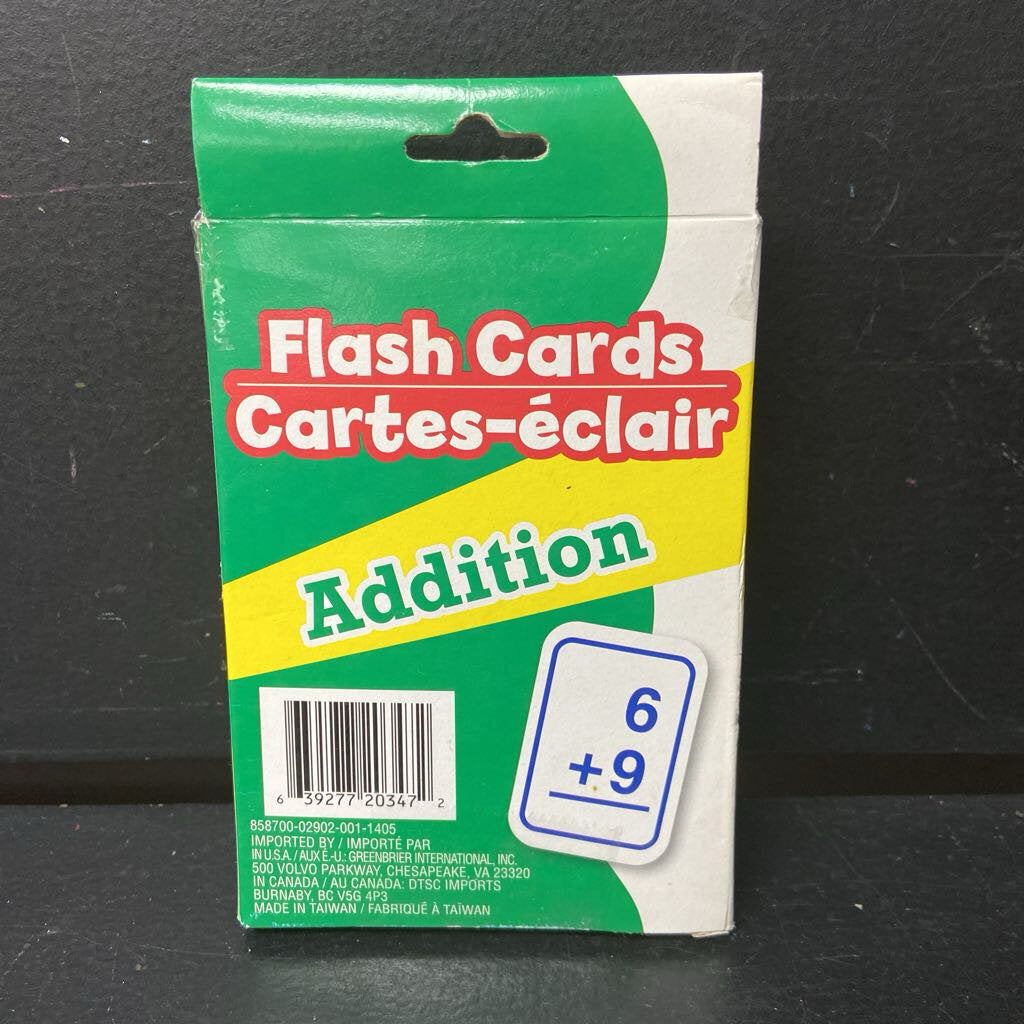 Flash Cards
Cartes-éclair
Addition
6
+9
6 39277 20347 2
858700-02902-001-1405
IMPORTED BY / IMPORTÉ PAR
IN U.S.A. / AUX É.-U.: GREENBRIER INTERNATIONAL, INC.
500 VOLVO PARKWAY, CHESAPEAKE, VA 23320
IN CANADA / AU CANADA: DTSC IMPORTS
BURNABY, BC V5G 4P3
MADE IN TAIWAN / FABRIQUÉ À TAÏWAN